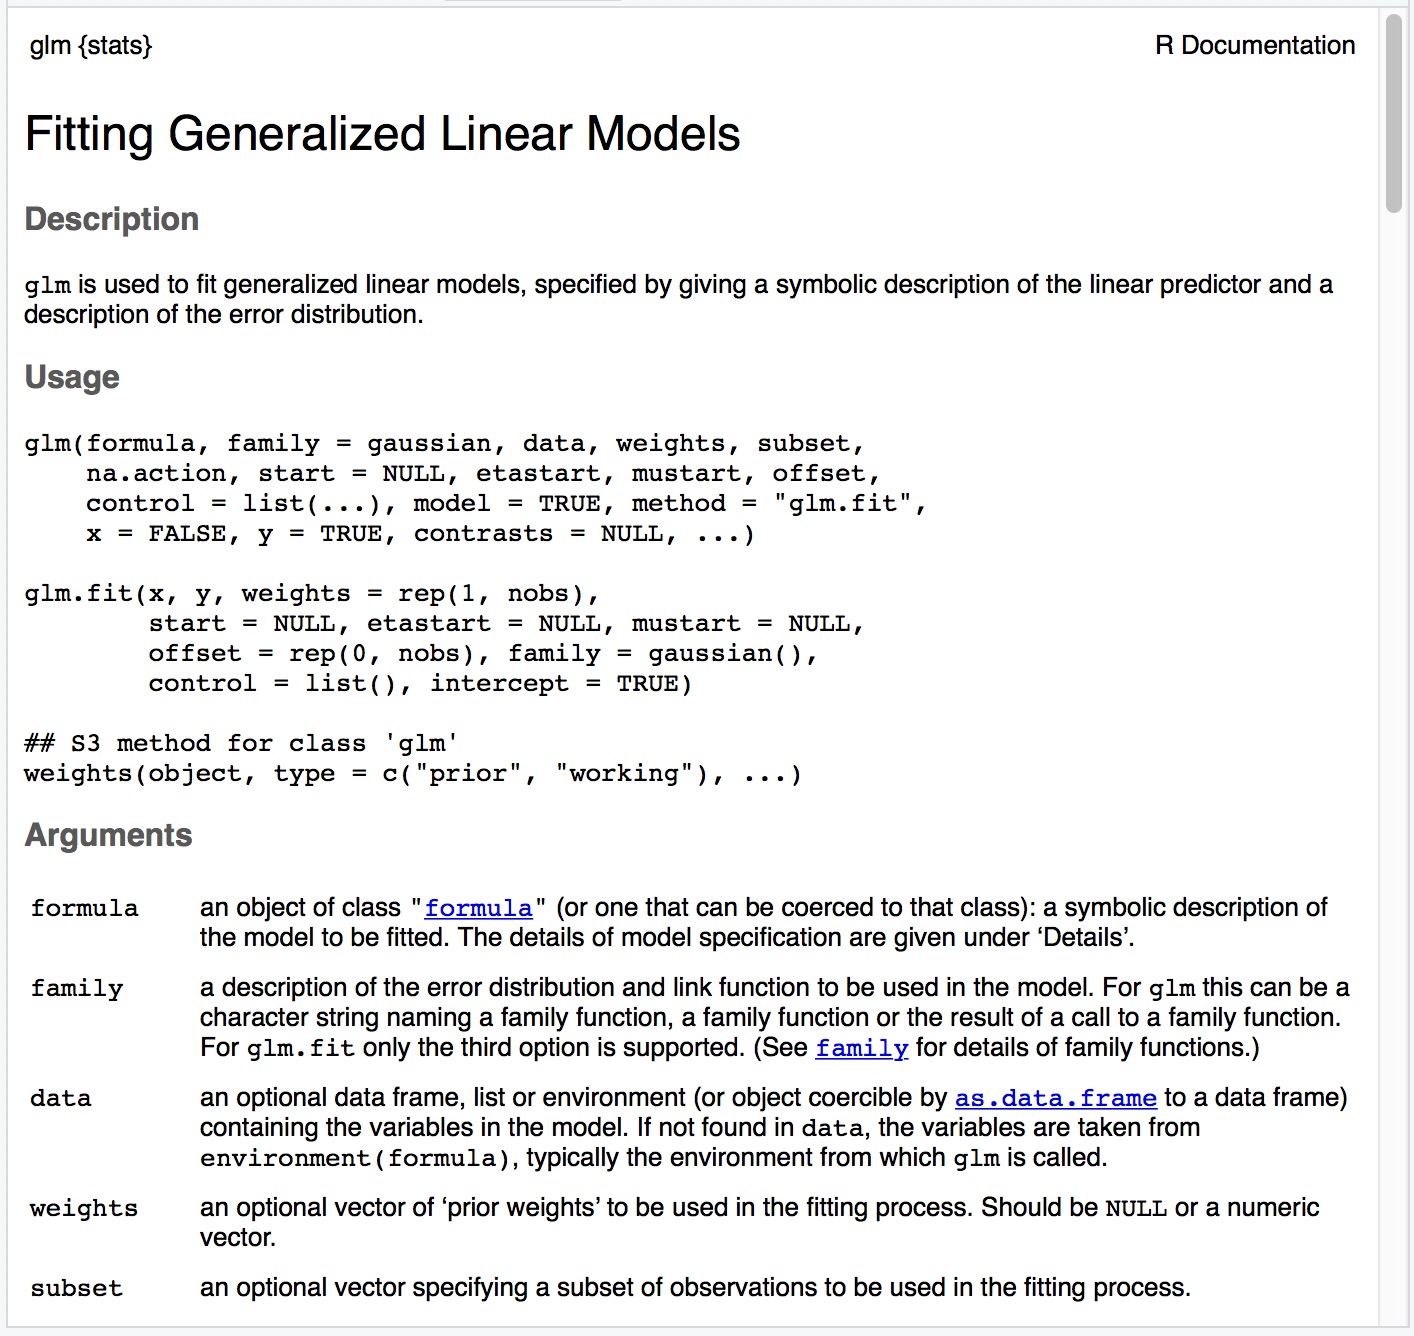 glm {stats}
R Documentation
Fitting Generalized Linear Models
Description
glm is used to fit generalized linear models, specified by giving a symbolic description of the linear predictor and a
description of the error distribution.
Usage
glm(formula, family = gaussian, data, weights, subset,
    na.action, start = NULL, etastart, mustart, offset,
    control = list(...), model = TRUE, method = "glm.fit",
    x = FALSE, y = TRUE, contrasts = NULL, ...)
glm.fit(x, y, weights = rep(1, nobs),
        start = NULL, etastart = NULL, mustart = NULL,
        offset = rep(0, nobs), family = gaussian(),
        control = list(), intercept = TRUE)
## S3 method for class 'glm'
weights(object, type = c("prior", "working"), ...)
Arguments
formula an object of class "formula" (or one that can be coerced to that class): a symbolic description of
the model to be fitted. The details of model specification are given under ‘Details’.
family a description of the error distribution and link function to be used in the model. For glm this can be a
character string naming a family function, a family function or the result of a call to a family function.
For glm.fit only the third option is supported. (See family for details of family functions.)
data an optional data frame, list or environment (or object coercible by as.data.frame to a data frame)
containing the variables in the model. If not found in data, the variables are taken from
environment(formula), typically the environment from which glm is called.
weights an optional vector of ‘prior weights’ to be used in the fitting process. Should be NULL or a numeric
vector.
subset an optional vector specifying a subset of observations to be used in the fitting process.